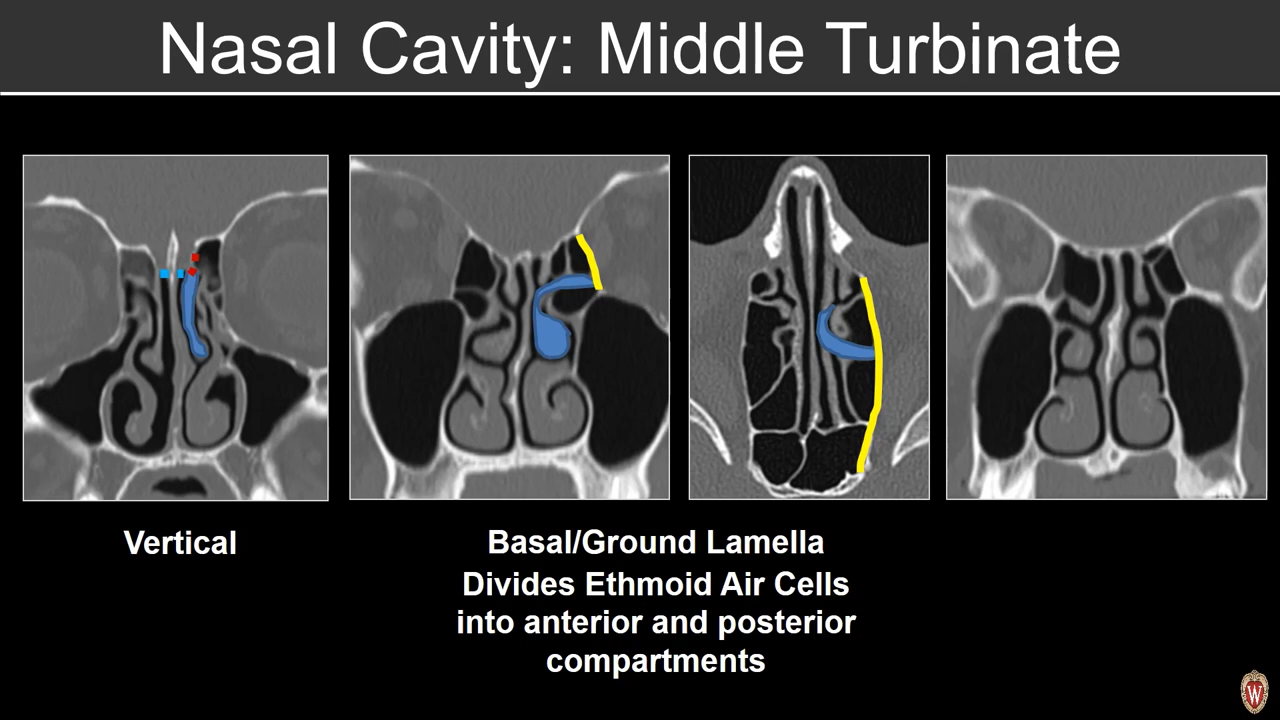 Nasal Cavity: Middle Turbinate
Vertical
Basal/Ground Lamella
Divides Ethmoid Air Cells
into anterior and posterior
compartments
W